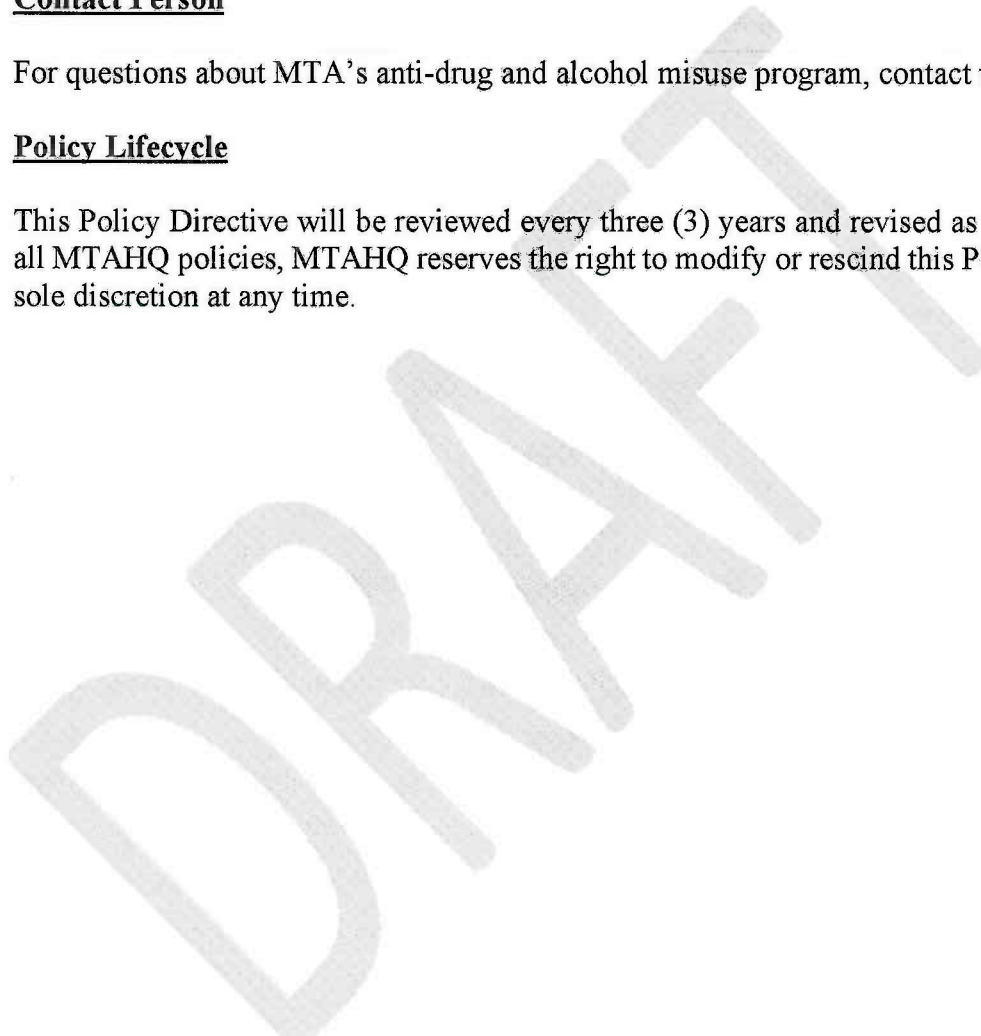 Contact Person
For questions about MTA's anti-drug and alcohol misuse program, contact
Policy Lifecycle
This Policy Directive will be reviewed every three (3) years and revised as
all MTAHQ policies, MTAHQ reserves the right to modify or rescind this P
sole discretion at any time.
DRAFT